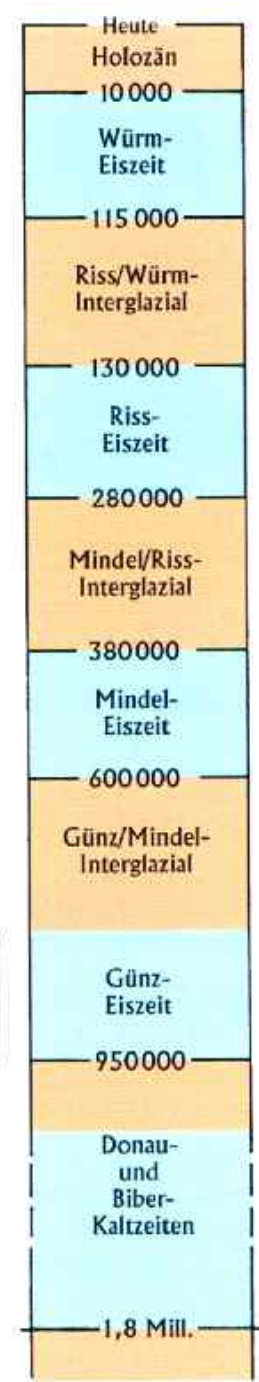 Heute
Holozän
10 000
Würm-
Eiszeit
115 000
Riss/Würm-
Interglazial
130 000
Riss-
Eiszeit
280 000
Mindel/Riss-
Interglazial
380 000
Mindel-
Eiszeit
600 000
Günz/Mindel-
Interglazial
Günz-
Eiszeit
950 000
Donau-
und
Biber-
Kaltzeiten
1,8 Mill.